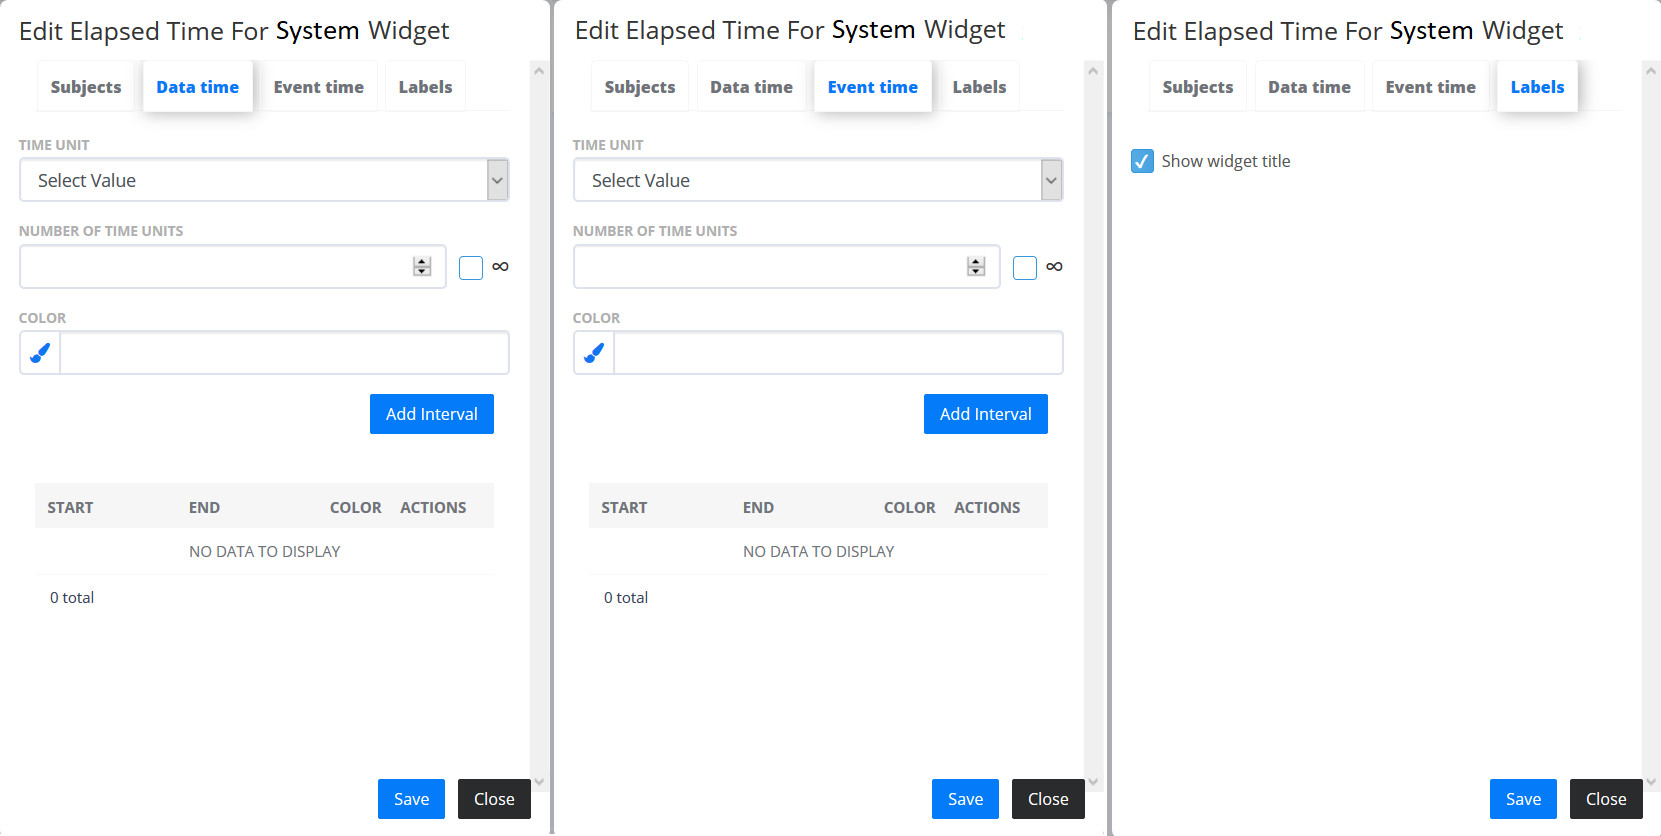 Edit Elapsed Time For System Widget
Subjects Data time Event time Labels
TIME UNIT
Select Value
NUMBER OF TIME UNITS
∞
COLOR
Add Interval
START END COLOR ACTIONS
NO DATA TO DISPLAY
0 total
Save Close
Edit Elapsed Time For System Widget
Subjects Data time Event time Labels
TIME UNIT
Select Value
NUMBER OF TIME UNITS
∞
COLOR
Add Interval
START END COLOR ACTIONS
NO DATA TO DISPLAY
0 total
Save Close
Edit Elapsed Time For System Widget
Subjects Data time Event time Labels
Show widget title
Save Close